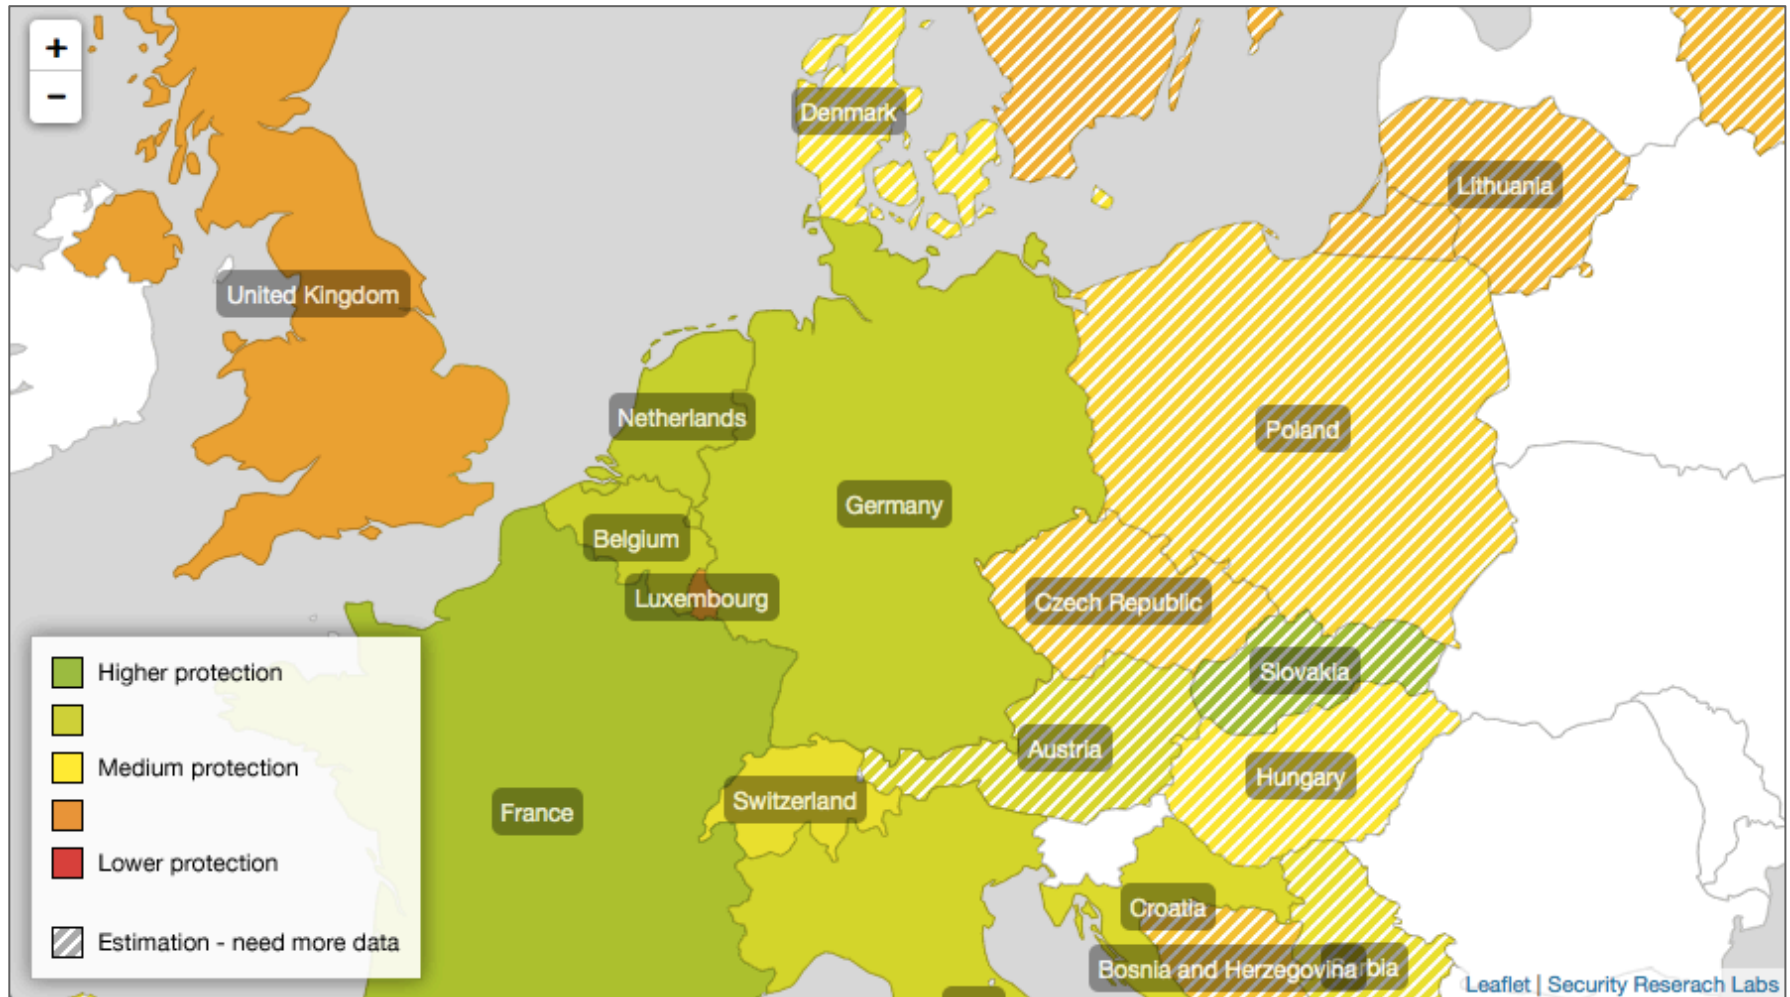 +
−
Denmark
Lithuania
United Kingdom
Netherlands
Poland
Germany
Belgium
Luxembourg
Czech Republic
Slovakia
Austria
Hungary
Switzerland
France
Croatia
Bosnia and Herzegovina
Higher protection
Medium protection
Lower protection
Estimation - need more data
Leaflet | Security Reserach Labs